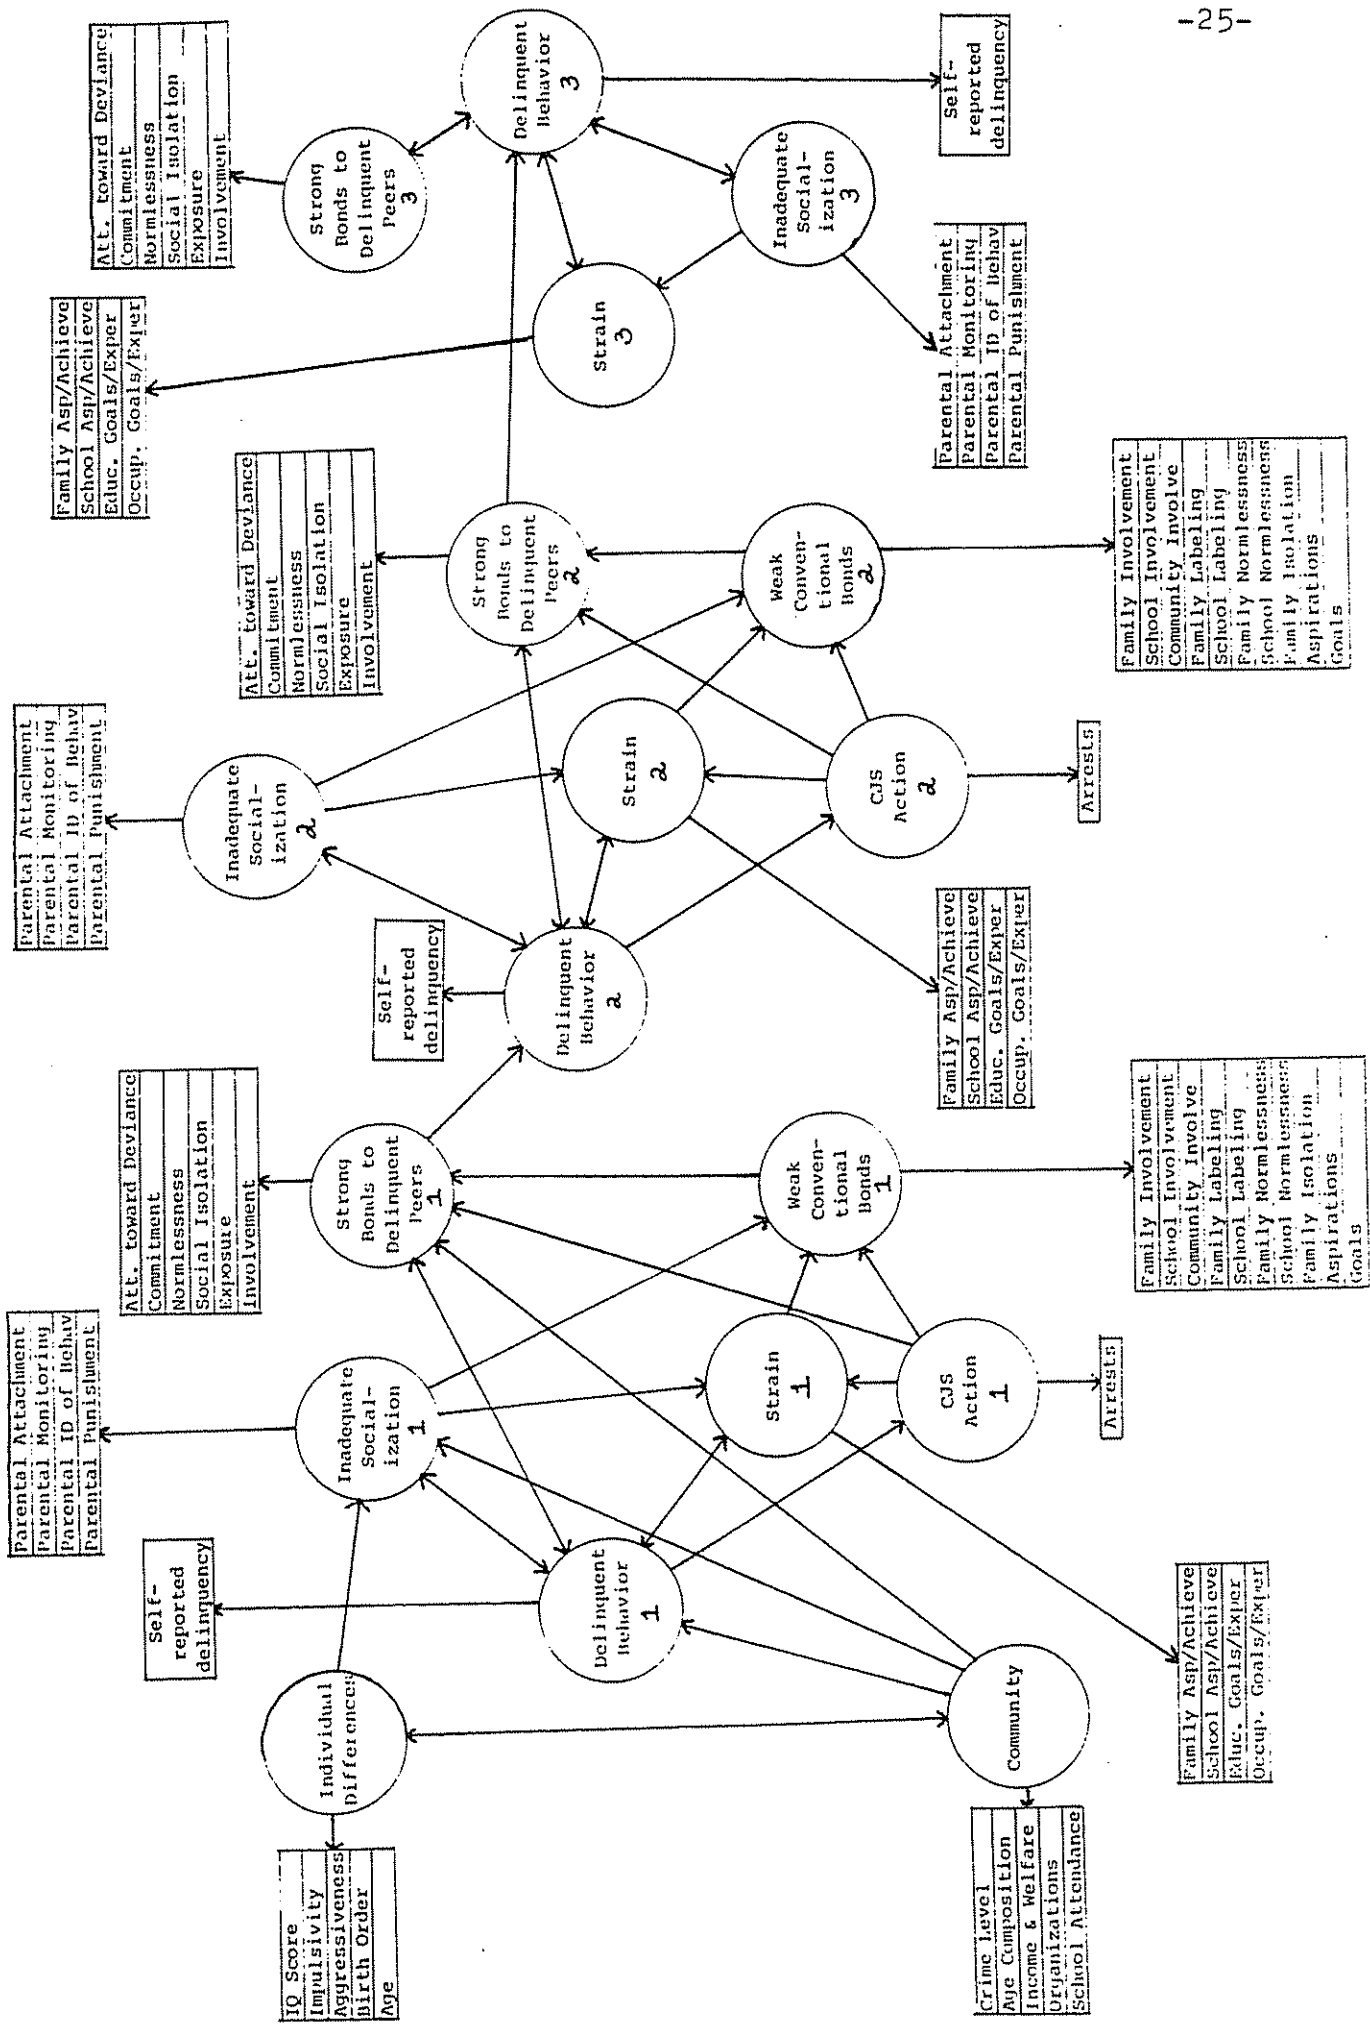 -25-
IQ Score
Impulsivity
Aggressiveness
Birth Order
Age
Individual
Differences
Crime Level
Age Composition
Income & Welfare
Organizations
School Attendance
Community
Self-
reported
delinquency
Delinquent
Behavior
1
Parental Attachment
Parental Monitoring
Parental ID of Behav
Parental Punishment
Inadequate
Social-
ization
1
Family Asp/Achieve
School Asp/Achieve
Educ. Goals/Exper
Occup. Goals/Exper
Strain
1
CJS
Action
1
Arrests
Att. toward Deviance
Commitment
Normlessness
Social Isolation
Exposure
Involvement
Strong
Bonds to
Delinquent
Peers
1
Weak
Conven-
tional
Bonds
1
Family Involvement
School Involvement
Community Involve
Family Labeling
School Labeling
Family Normlessness
School Normlessness
Family Isolation
Aspirations
Goals
Self-
reported
delinquency
Delinquent
Behavior
2
Parental Attachment
Parental Monitoring
Parental ID of Behav
Parental Punishment
Inadequate
Social-
ization
2
Family Asp/Achieve
School Asp/Achieve
Educ. Goals/Exper
Occup. Goals/Exper
Strain
2
CJS
Action
2
Arrests
Att. toward Deviance
Commitment
Normlessness
Social Isolation
Exposure
Involvement
Strong
Bonds to
Delinquent
Peers
2
Weak
Conven-
tional
Bonds
2
Family Involvement
School Involvement
Community Involve
Family Labeling
School Labeling
Family Normlessness
School Normlessness
Family Isolation
Aspirations
Goals
Family Asp/Achieve
School Asp/Achieve
Educ. Goals/Exper
Occup. Goals/Exper
Strain
3
Att. toward Deviance
Commitment
Normlessness
Social Isolation
Exposure
Involvement
Strong
Bonds to
Delinquent
Peers
3
Delinquent
Behavior
3
Inadequate
Social-
ization
3
Parental Attachment
Parental Monitoring
Parental ID of Behav
Parental Punishment
Self-
reported
delinquency